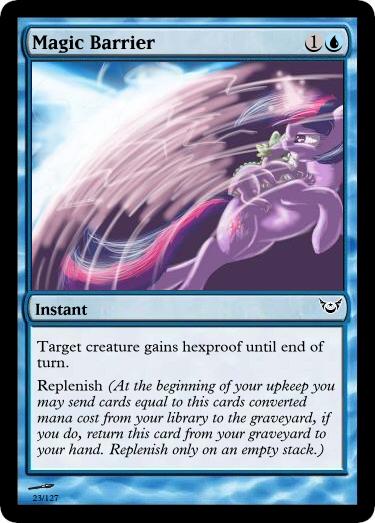 Magic Barrier 1
Instant
Target creature gains hexproof until end of
turn.
Replenish (At the beginning of your upkeep you
may send cards equal to this cards converted
mana cost from your library to the graveyard, if
you do, return this card from your graveyard to
your hand. Replenish only on an empty stack.)
23/127